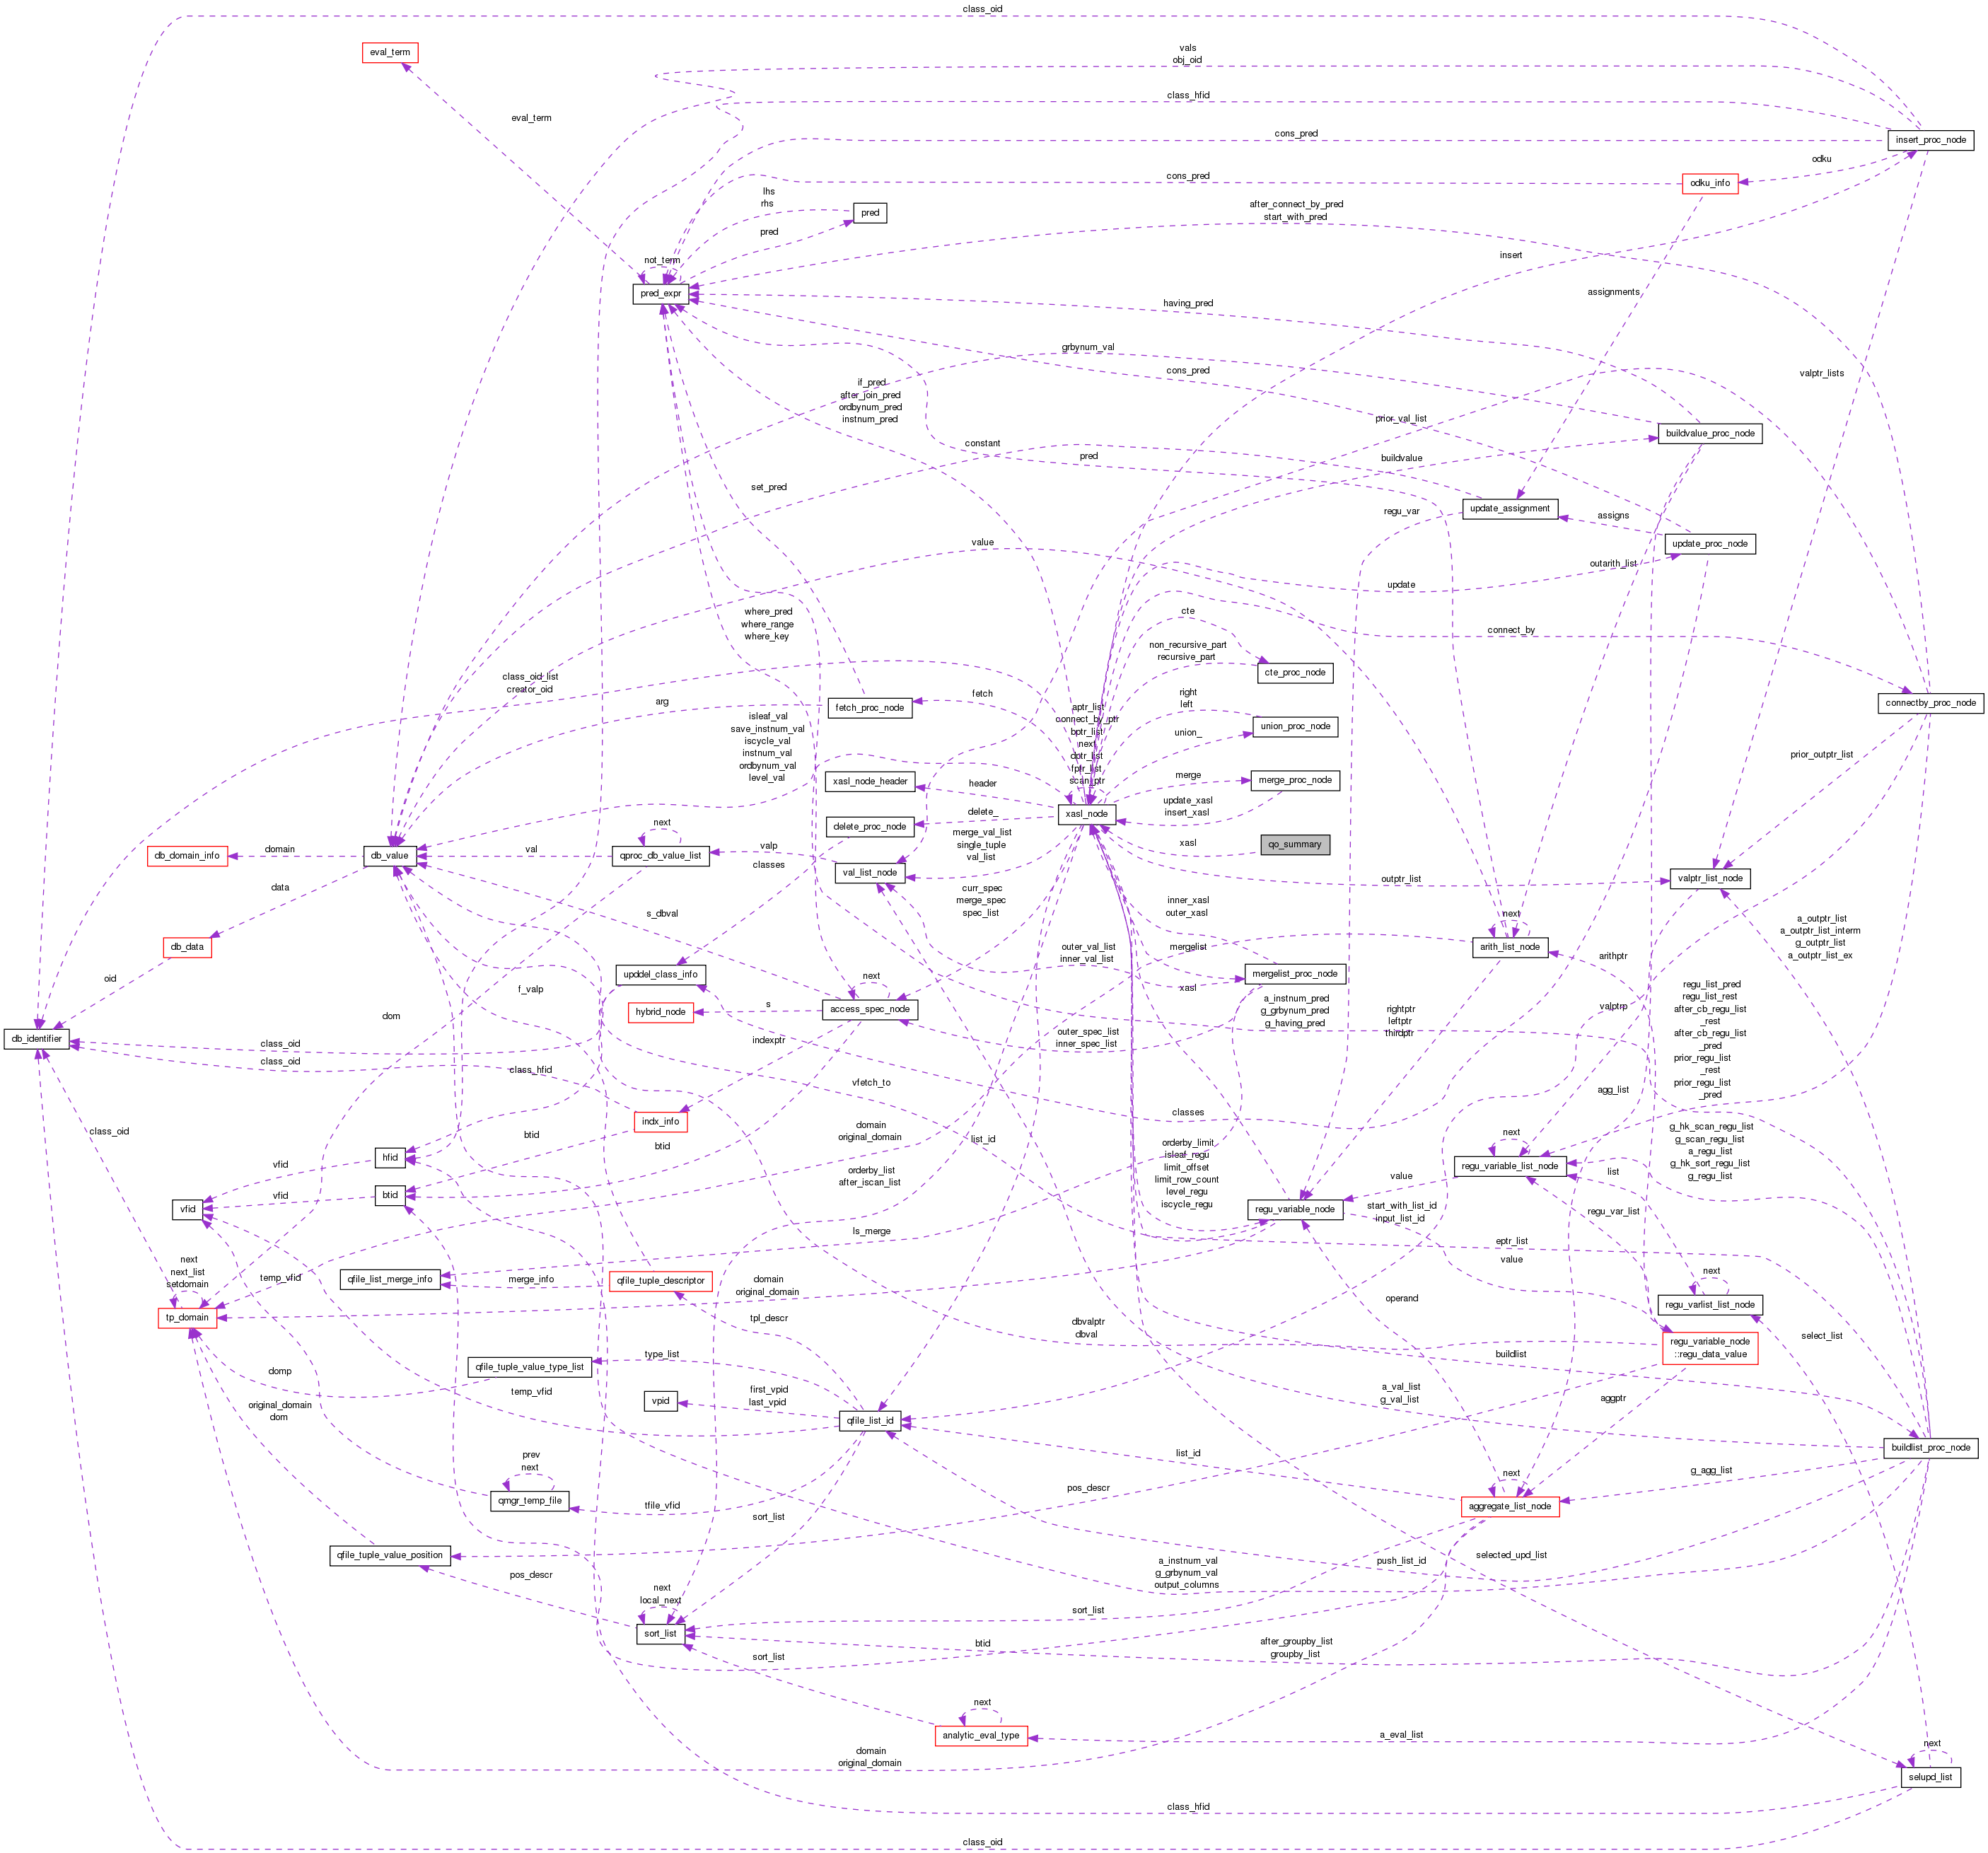 class_oid
eval_term
vals
obj_oid
class_hfid
eval_term
cons_pred
insert_proc_node
odku
cons_pred
odku_info
lhs
rhs
pred
after_connect_by_pred
start_with_pred
pred
not_term
insert
pred_expr
assignments
having_pred
grbynum_val
cons_pred
valptr_lists
if_pred
after_join_pred
ordbynum_pred
instnum_pred
prior_val_list
buildvalue_proc_node
constant
pred
buildvalue
set_pred
regu_var
update_assignment
assigns
update_proc_node
value
outarith_list
update
where_pred
where_range
where_key
cte
connect_by
non_recursive_part
recursive_part
cte_proc_node
class_oid_list
creator_oid
arg
fetch_proc_node
fetch
right
left
connectby_proc_node
aptr_list
connect_by_ptr
bptr_list
next
dptr_list
fptr_list
scan_ptr
isleaf_val
save_instnum_val
iscycle_val
instnum_val
ordbynum_val
level_val
union_
union_proc_node
prior_outptr_list
xasl_node_header
header
merge
merge_proc_node
update_xasl
insert_xasl
xasl_node
delete_
delete_proc_node
next
merge_val_list
single_tuple
val_list
xasl
qo_summary
db_domain_info
domain
db_value
val
qproc_db_value_list
valp
classes
val_list_node
outptr_list
valptr_list_node
data
curr_spec
merge_spec
spec_list
inner_xasl
outer_xasl
s_dbval
next
a_outptr_list
a_outptr_list_interm
g_outptr_list
a_outptr_list_ex
db_data
arith_list_node
oid
outer_val_list
inner_val_list
mergelist
arithptr
upddel_class_info
next
mergelist_proc_node
f_valp
xasl
regu_list_pred
regu_list_rest
after_cb_regu_list
_rest
after_cb_regu_list
_pred
prior_regu_list
_rest
prior_regu_list
_pred
a_instnum_pred
g_grbynum_pred
g_having_pred
rightptr
leftptr
thirdptr
valptrp
dom
hybrid_node
s
access_spec_node
db_identifier
class_oid
indexptr
outer_spec_list
inner_spec_list
class_oid
class_hfid
vfetch_to
agg_list
classes
indx_info
class_oid
btid
btid
domain
original_domain
list_id
g_hk_scan_regu_list
g_scan_regu_list
a_regu_list
g_hk_sort_regu_list
g_regu_list
hfid
vfid
next
orderby_limit
isleaf_regu
limit_offset
limit_row_count
level_regu
iscycle_regu
regu_variable_list_node
list
orderby_list
after_iscan_list
value
btid
vfid
vfid
regu_variable_node
start_with_list_id
input_list_id
regu_var_list
ls_merge
eptr_list
value
next
next_list
setdomain
temp_vfid
qfile_list_merge_info
merge_info
qfile_tuple_descriptor
domain
original_domain
next
operand
regu_varlist_list_node
tp_domain
tpl_descr
dbvalptr
dbval
select_list
regu_variable_node
::regu_data_value
qfile_tuple_value_type_list
type_list
buildlist
domp
temp_vfid
first_vpid
last_vpid
a_val_list
g_val_list
aggptr
vpid
original_domain
dom
qfile_list_id
buildlist_proc_node
prev
next
list_id
g_agg_list
next
pos_descr
qmgr_temp_file
tfile_vfid
aggregate_list_node
sort_list
qfile_tuple_value_position
selected_upd_list
a_instnum_val
g_grbynum_val
output_columns
push_list_id
pos_descr
next
local_next
sort_list
sort_list
btid
after_groupby_list
groupby_list
sort_list
next
analytic_eval_type
a_eval_list
next
domain
original_domain
selupd_list
class_hfid
class_oid